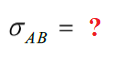 σ_AB = ?